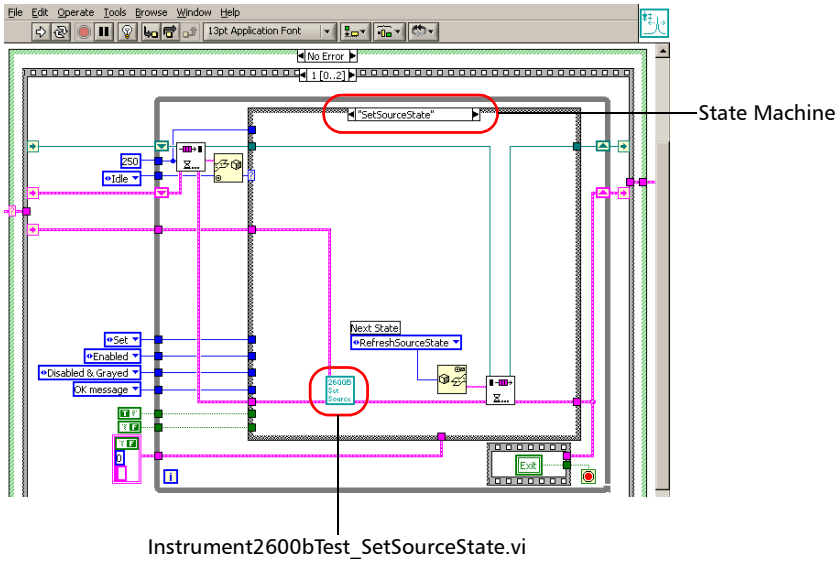 File Edit Operate Tools Browse Window Help
13pt Application Font
No Error
1 [0..2]
"SetSourceState"
State Machine
250
Idle
Set
Enabled
Disabled & Grayed
OK message
T
F
F
0
Next State
RefreshSourceState
2600B
Set
Source
Exit
i
Instrument2600bTest_SetSourceState.vi